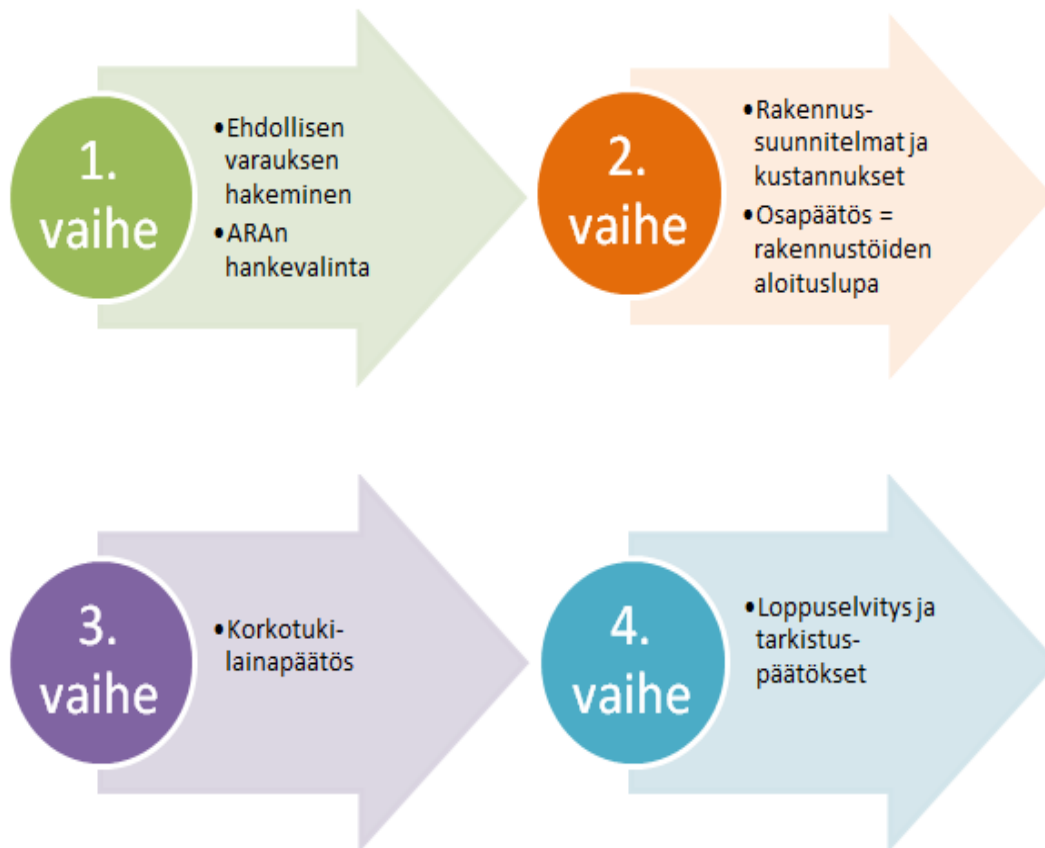 1.
vaihe
•Ehdollisen
varauksen
hakeminen
•ARAn
hankevalinta
2.
vaihe
•Rakennus-
suunnitelmat ja
kustannukset
•Osapäätös =
rakennustöiden
aloituslupa
3.
vaihe
•Korkotuki-
lainapäätös
4.
vaihe
•Loppuselvitys ja
tarkistus-
päätökset